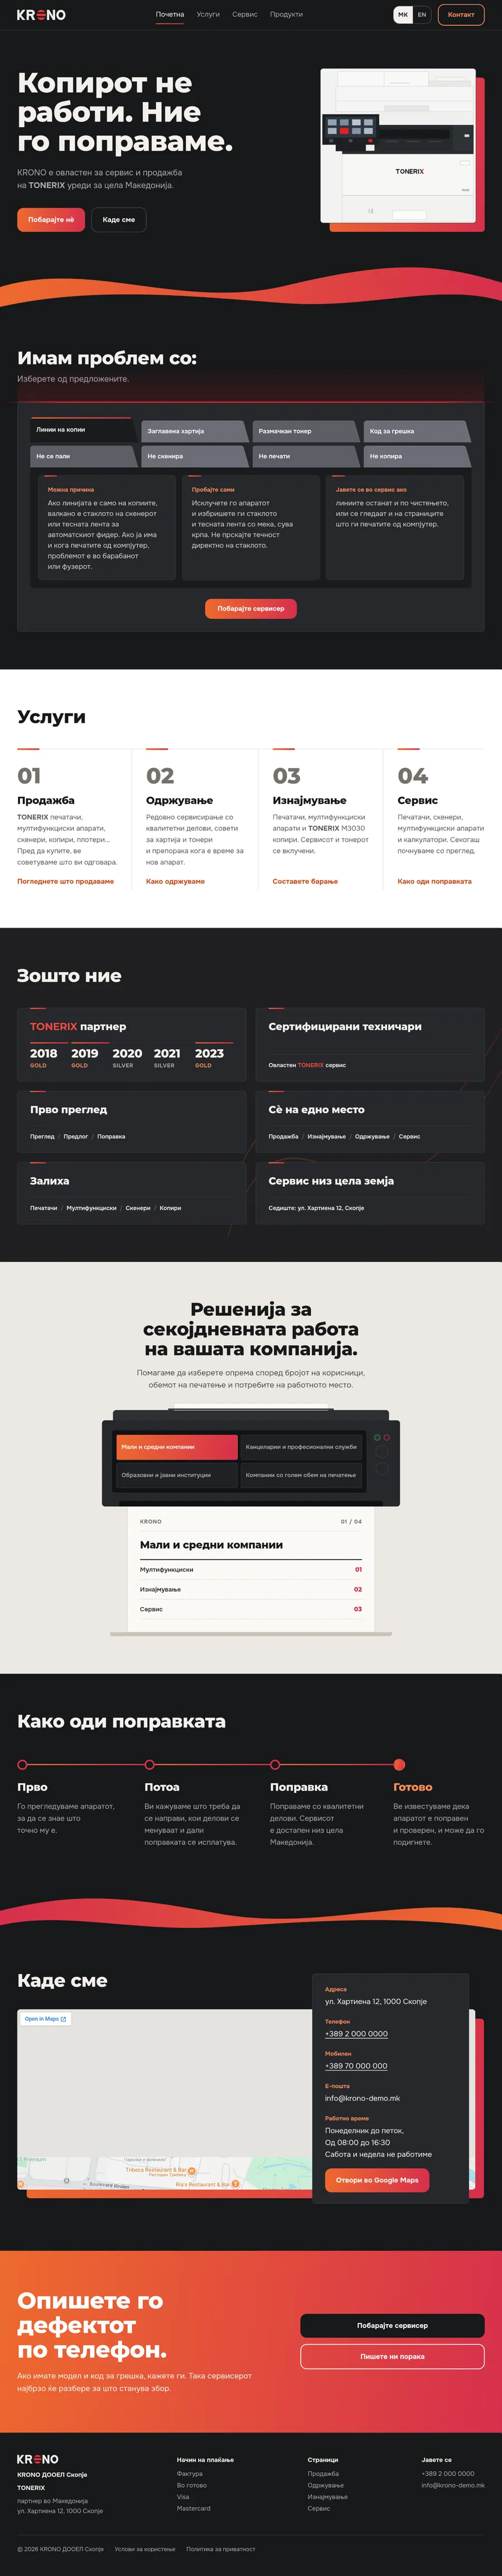 KRONO
Почетна
Услуги
Сервис
Продукти
MK
EN
Контакт
Копирот не
работи. Ние
го поправаме.
KRONO е овластен за сервис и продажба
на TONERIX уреди за цела Македонија.
Побарајте нè
Каде сме
TONERIX
Имам проблем со:
Изберете од предложените.
Линии на копии
Заглавена хартија
Размачкан тонер
Код за грешка
Не се пали
Не скенира
Не печати
Не копира
Можна причина
Ако линијата е само на копиите,
валкано е стаклото на скенерот
или тесната лента за
автоматскиот фидер. Ако ја има
и кога печатите од компјутер,
проблемот е во барабанот
или фузерот.
Пробајте сами
Исклучете го апаратот
и избришете ги стаклото
и тесната лента со мека, сува
крпа. Не прскајте течност
директно на стаклото.
Јавете се во сервис ако
линиите останат и по чистењето,
или се гледаат и на страниците
што ги печатите од компјутер.
Побарајте сервисер
Услуги
01
Продажба
TONERIX печатачи,
мултифункциски апарати,
скенери, копири, плотери...
Пред да купите, ве
советуваме што ви одговара.
Погледнете што продаваме
02
Одржување
Редовно сервисирање со
квалитетни делови, совети
за хартија и тонери
и препорака кога е време за
нов апарат.
Како одржуваме
03
Изнајмување
Печатачи, мултифункциски
апарати и TONERIX M3030
копири. Сервисот и тонерот
се вклучени.
Составете барање
04
Сервис
Печатачи, скенери,
мултифункциски апарати
и калкулатори. Секогаш
почнуваме со преглед.
Како оди поправката
Зошто ние
TONERIX партнер
2018 2019 2020 2021 2023
GOLD GOLD SILVER SILVER GOLD
Сертифицирани техничари
Овластен TONERIX сервис
Прво преглед
Преглед / Предлог / Поправка
Сè на едно место
Продажба / Изнајмување / Одржување / Сервис
Залиха
Печатачи / Мултифункциски / Скенери / Копири
Сервис низ цела земја
Седиште: ул. Хартиена 12, Скопје
Решенија за
секојдневната работа
на вашата компанија.
Помагаме да изберете опрема според бројот на корисници,
обемот на печатење и потребите на работното место.
Мали и средни компании
Канцеларии и професионални служби
Образовни и јавни институции
Компании со голем обем на печатење
KRONO
01 / 04
Мали и средни компании
Мултифункциски 01
Изнајмување 02
Сервис 03
Како оди поправката
Прво
Го прегледуваме апаратот,
за да се знае што
точно му е.
Потоа
Ви кажуваме што треба да
се направи, кои делови се
менуваат и дали
поправката се исплатува.
Поправка
Поправаме со квалитетни
делови. Сервисот
е достапен низ цела
Македонија.
Готово
Ве известуваме дека
апаратот е поправен
и проверен, и може да го
подигнете.
Каде сме
Open in Maps
Tribeca Restaurant & Bar
Ресторан Трибека
Ria's Restaurant & Bar
Адреса
ул. Хартиена 12, 1000 Скопје
Телефон
+389 2 000 0000
Мобилен
+389 70 000 000
Е-пошта
info@krono-demo.mk
Работно време
Понеделник до петок,
Од 08:00 до 16:30
Сабота и недела не работиме
Отвори во Google Maps
Опишете го
дефектот
по телефон.
Ако имате модел и код за грешка, кажете ги. Така сервисерот
најбрзо ќе разбере за што станува збор.
Побарајте сервисер
Пишете ни порака
KRONO
KRONO ДООЕЛ Скопје
TONERIX
партнер во Македонија
ул. Хартиена 12, 1000 Скопје
Начин на плаќање
Фактура
Во готово
Visa
Mastercard
Страници
Продажба
Одржување
Изнајмување
Сервис
Јавете се
+389 2 000 0000
info@krono-demo.mk
© 2026 KRONO ДООЕЛ Скопје
Услови за користење
Политика за приватност